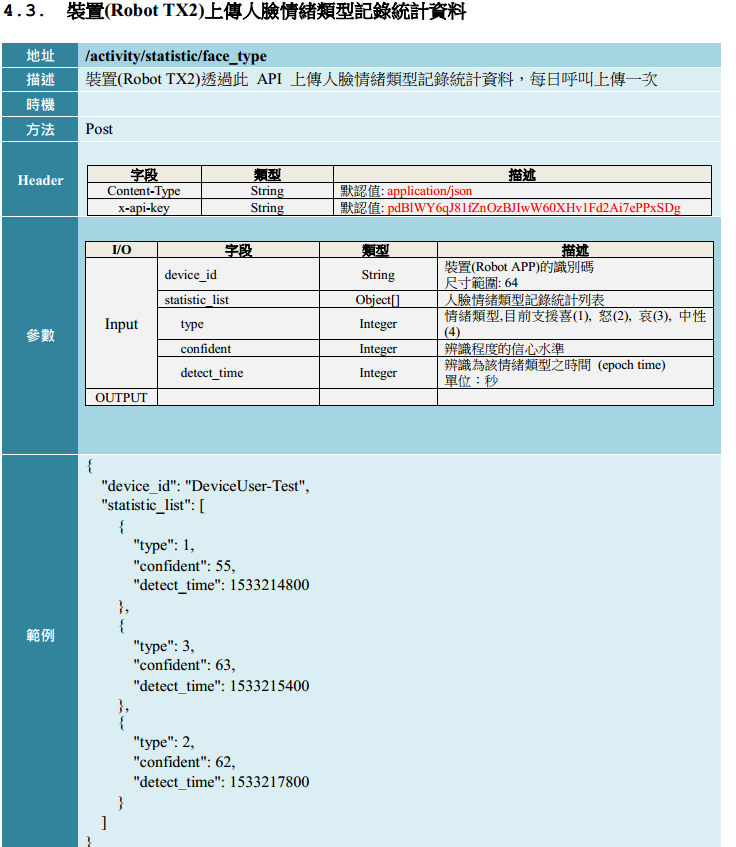 4.3. 裝置(Robot TX2)上傳人臉情緒類型記錄統計資料
地址 /activity/statistic/face_type
描述 裝置(Robot TX2)透過此 API 上傳人臉情緒類型記錄統計資料，每日呼叫上傳一次
時機
方法 Post
Header
字段 類型 描述
Content-Type String 默認值: application/json
x-api-key String 默認值: pdBlWY6qJ81fZnOzBJIwW60XHv1Fd2Ai7ePPxSDg
參數
I/O 字段 類型 描述
Input
device_id String 裝置(Robot APP)的識別碼
尺寸範圍: 64
statistic_list Object[] 人臉情緒類型記錄統計列表
type Integer 情緒類型,目前支援喜(1), 怒(2), 哀(3), 中性
(4)
confident Integer 辨識程度的信心水準
detect_time Integer 辨識為該情緒類型之時間 (epoch time)
單位：秒
OUTPUT
範例
{
"device_id": "DeviceUser-Test",
"statistic_list": [
{
"type": 1,
"confident": 55,
"detect_time": 1533214800
},
{
"type": 3,
"confident": 63,
"detect_time": 1533215400
},
{
"type": 2,
"confident": 62,
"detect_time": 1533217800
}
]
}